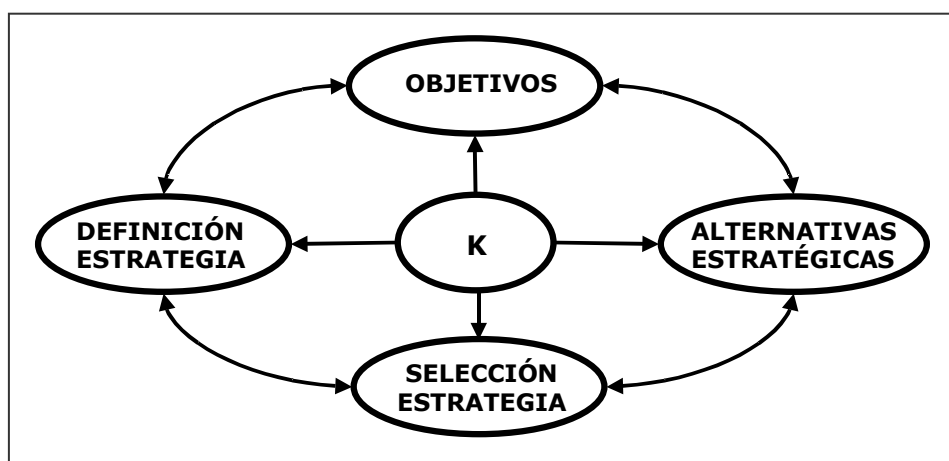 OBJETIVOS
DEFINICIÓN
ESTRATEGIA
K
ALTERNATIVAS
ESTRATÉGICAS
SELECCIÓN
ESTRATEGIA